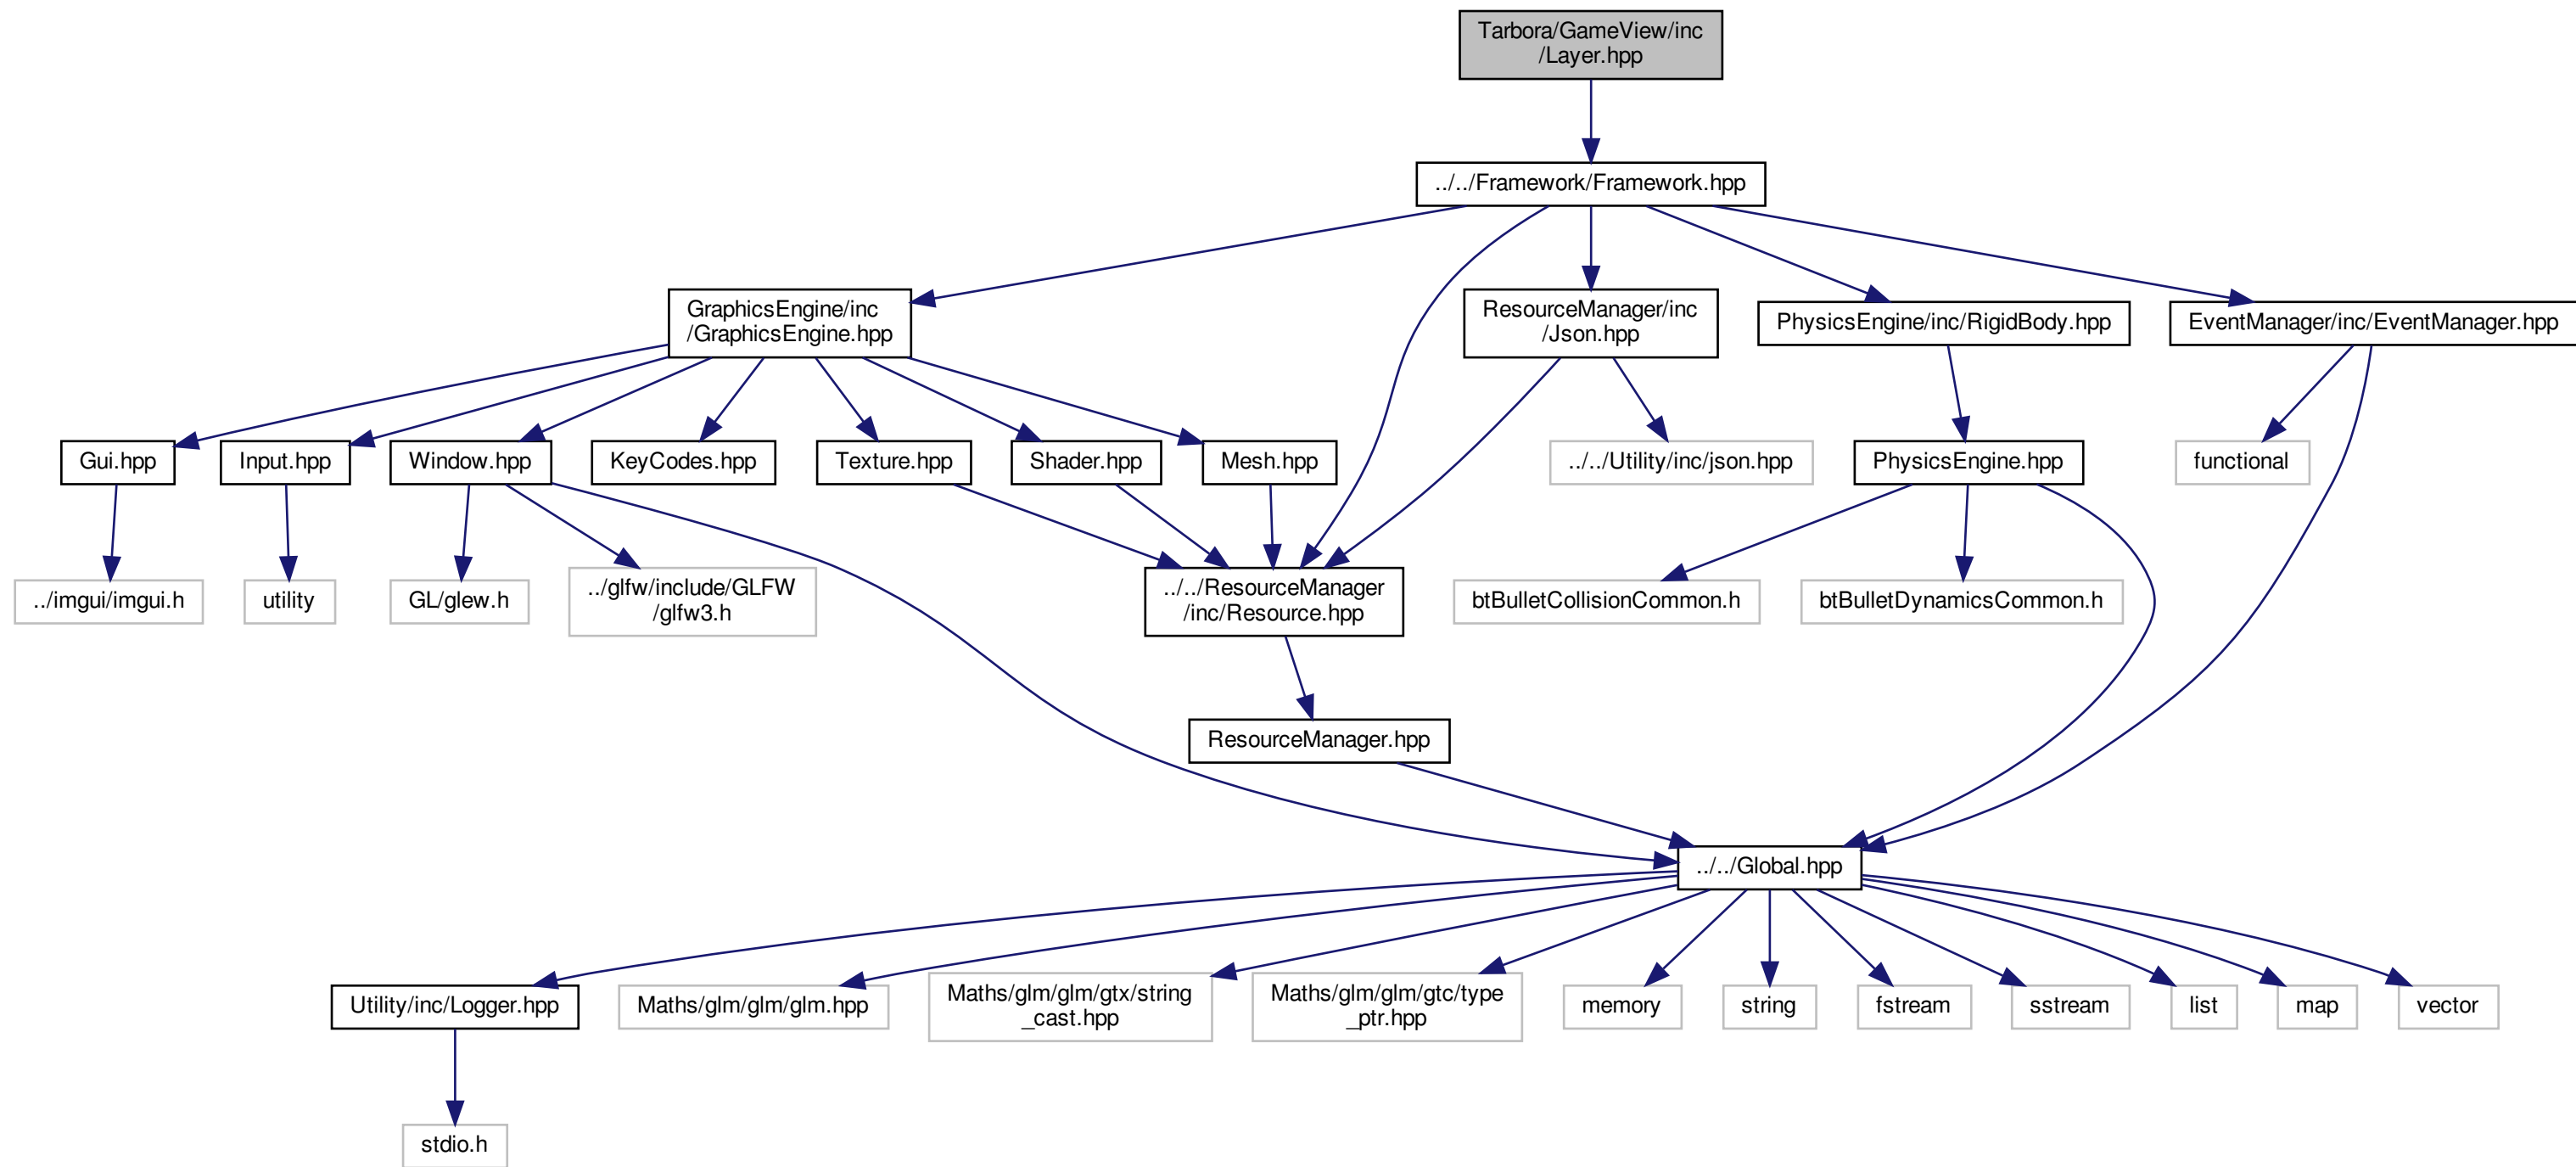 Tarbora/GameView/inc
/Layer.hpp
../../Framework/Framework.hpp
GraphicsEngine/inc
/GraphicsEngine.hpp
ResourceManager/inc
/Json.hpp
PhysicsEngine/inc/RigidBody.hpp
EventManager/inc/EventManager.hpp
Gui.hpp
Input.hpp
Window.hpp
KeyCodes.hpp
Texture.hpp
Shader.hpp
Mesh.hpp
../../Utility/inc/json.hpp
PhysicsEngine.hpp
functional
../imgui/imgui.h
utility
GL/glew.h
../glfw/include/GLFW
/glfw3.h
../../ResourceManager
/inc/Resource.hpp
btBulletCollisionCommon.h
btBulletDynamicsCommon.h
ResourceManager.hpp
../../Global.hpp
Utility/inc/Logger.hpp
Maths/glm/glm/glm.hpp
Maths/glm/glm/gtx/string
_cast.hpp
Maths/glm/glm/gtc/type
_ptr.hpp
memory
string
fstream
sstream
list
map
vector
stdio.h